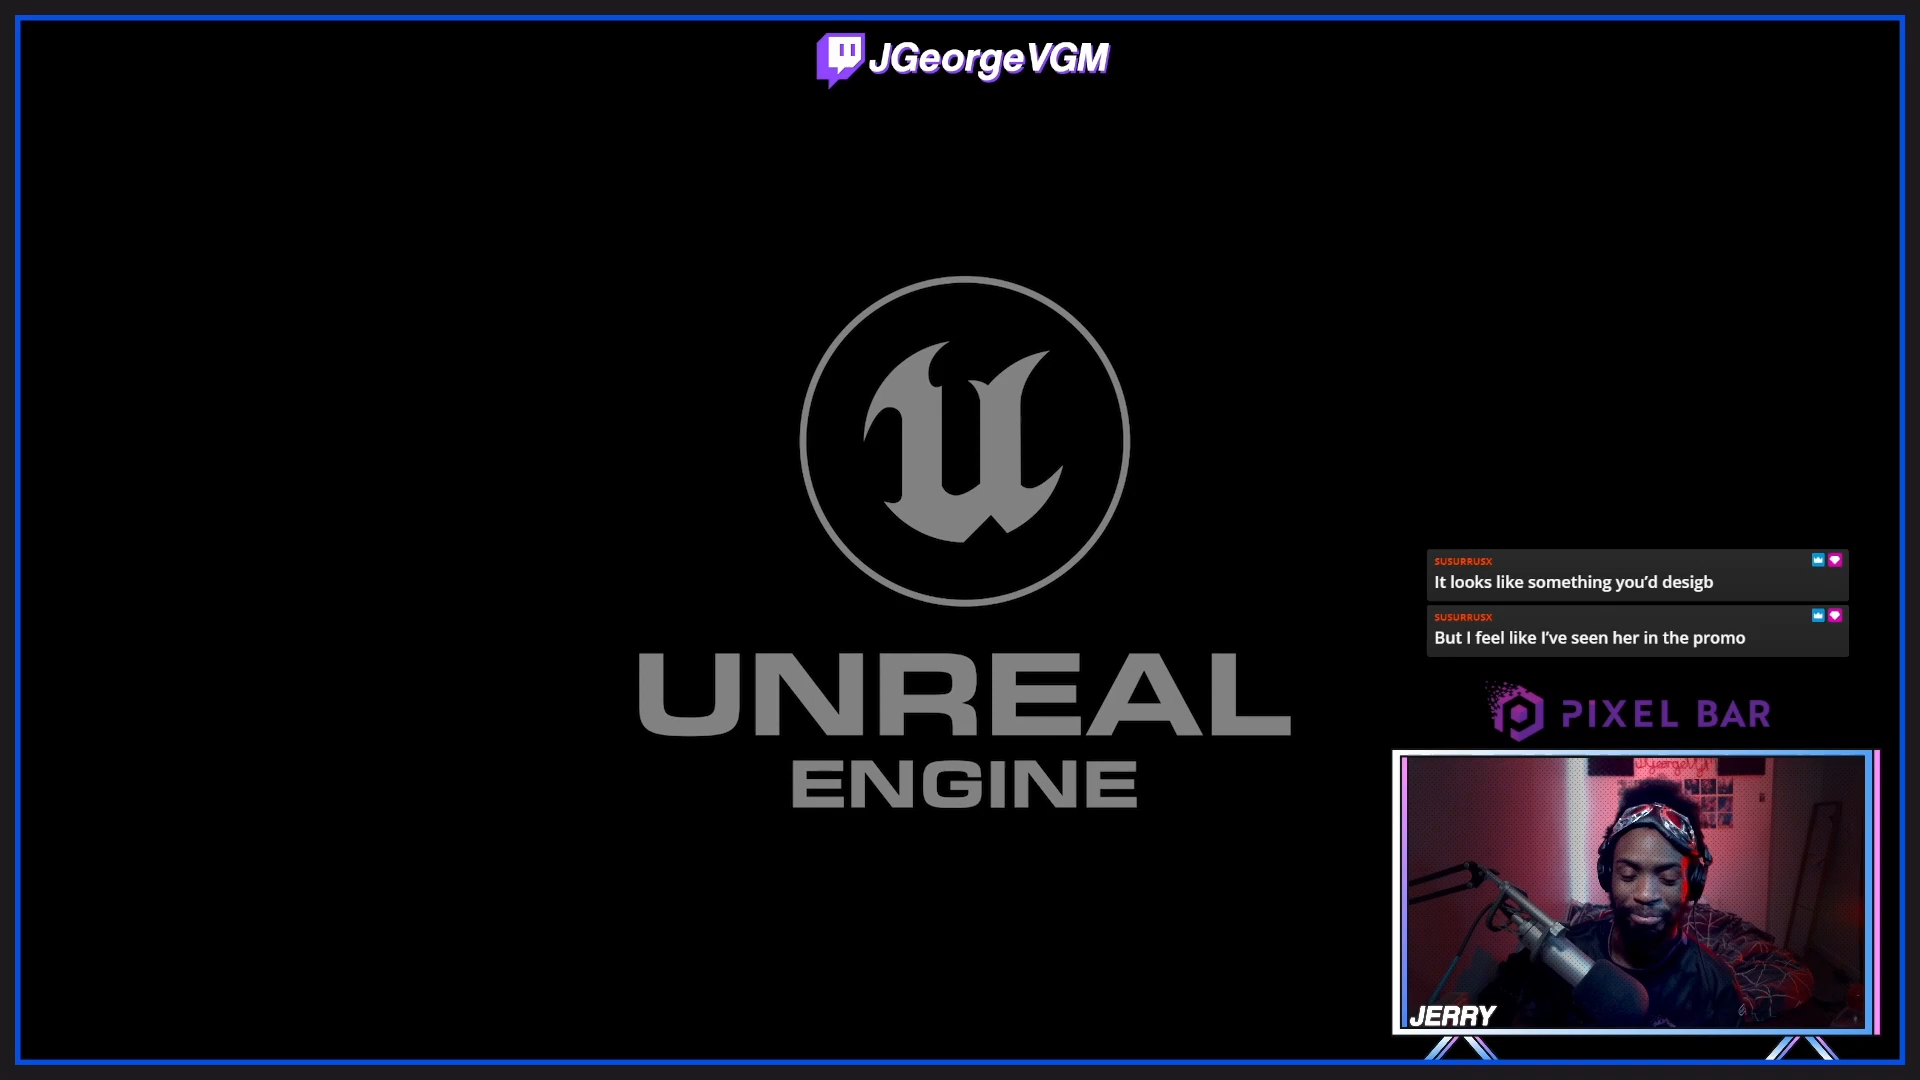 JGeorgeVGM
UNREAL
ENGINE
SUSURRUSX
It looks like something you’d desigb
SUSURRUSX
But I feel like I’ve seen her in the promo
PIXEL BAR
JERRY